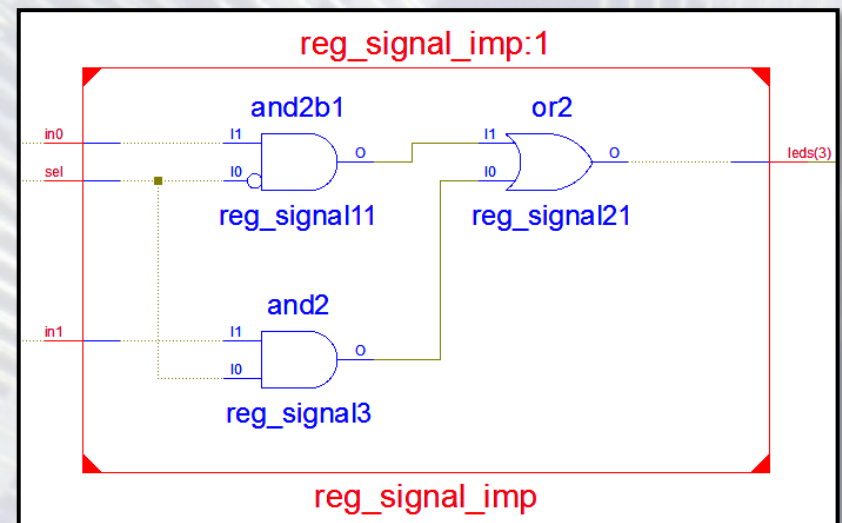 reg_signal_imp:1
and2b1
or2
in0
I1
O
I1
O
leds(3)
sel
I0
I0
reg_signal11
reg_signal21
and2
in1
I1
O
I0
reg_signal3
reg_signal_imp